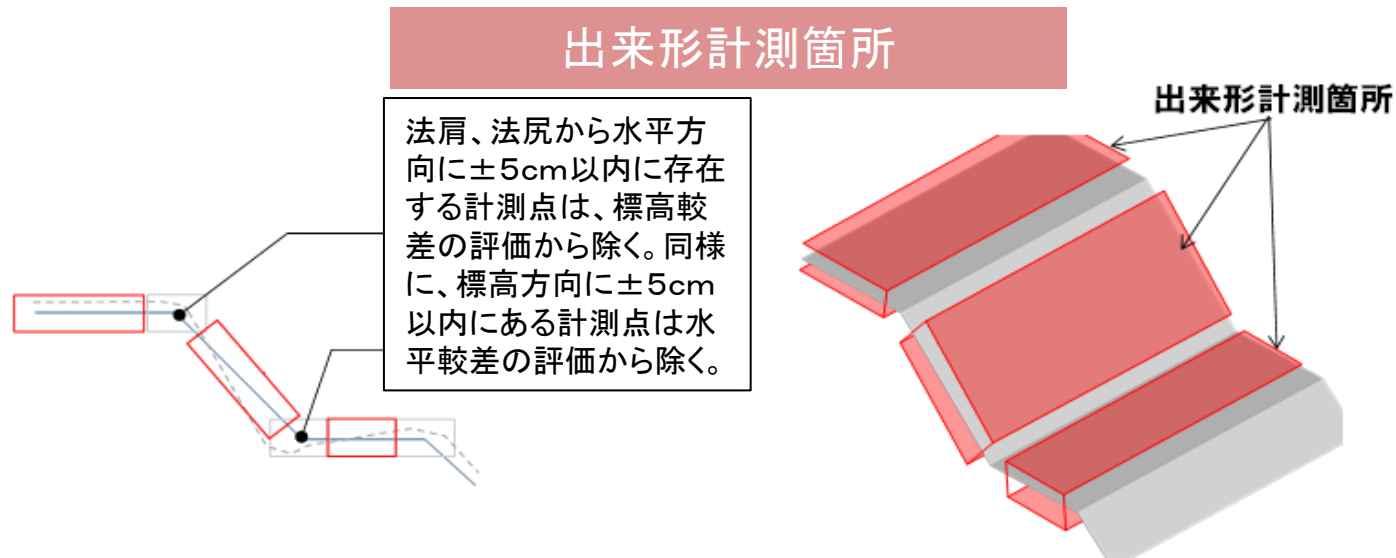 出来形計測箇所
法肩、法尻から水平方
向に±5cm以内に存在
する計測点は、標高較
差の評価から除く。同様
に、標高方向に±5cm
以内にある計測点は水
平較差の評価から除く。
出来形計測箇所